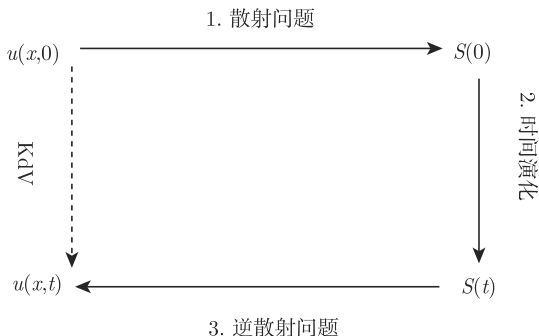 1. 散射问题
u(x,0)
S(0)
KdV
2. 时间演化
u(x,t)
S(t)
3. 逆散射问题